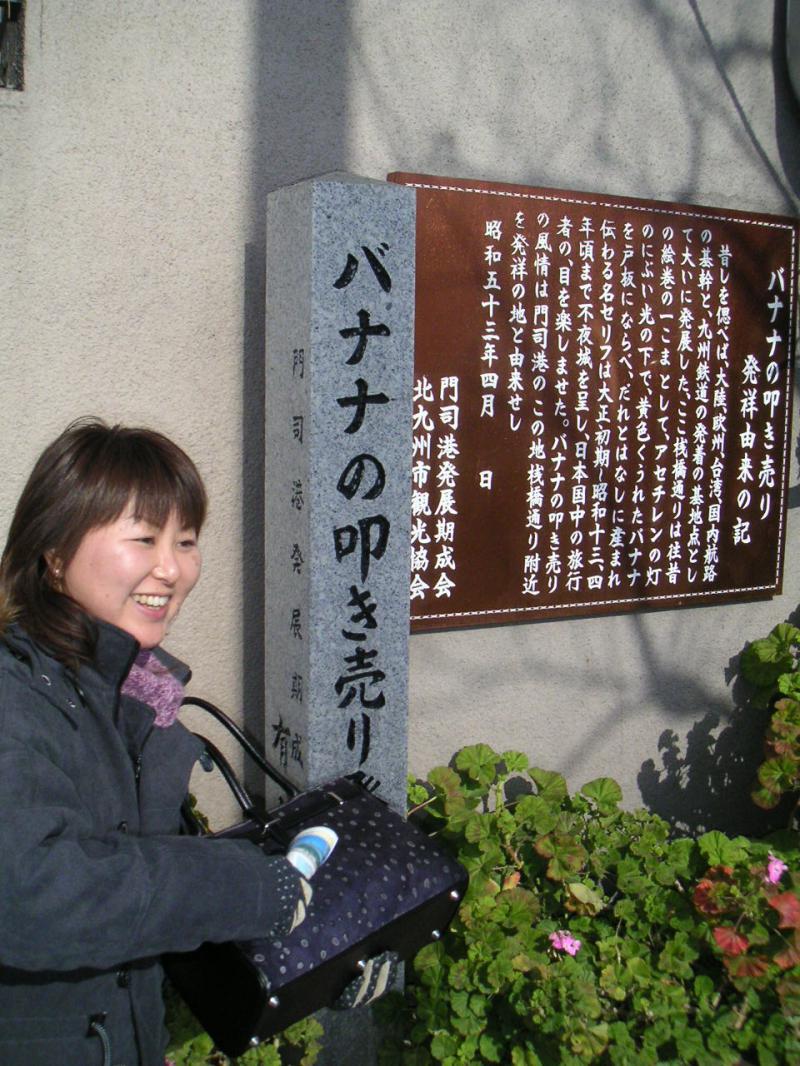 バナナの叩き売り
発祥由来の記
昔しを偲べば、大陸、欧州、台湾、国内航路
の基幹と、九州鉄道の発着の基地点とし
て大いに発展した、ここ桟橋通りは往昔
の絵巻の一こまとして、アセチレンの灯
のにぶい光の下で、黄色くうれたバナナ
を戸板にならべ、だれとはなしに産まれ
伝わる名セリフは大正初期〜昭和十三、四
年頃まで不夜城を呈し、日本国中の旅行
者の、目を楽しませた。バナナの叩き売り
の風情は門司港の この地桟橋通り附近
を発祥の地と由来せし
昭和五十三年四月 日
門司港発展期成会
北九州市観光協会
バナナの叩き売り
門司港発展期成
有